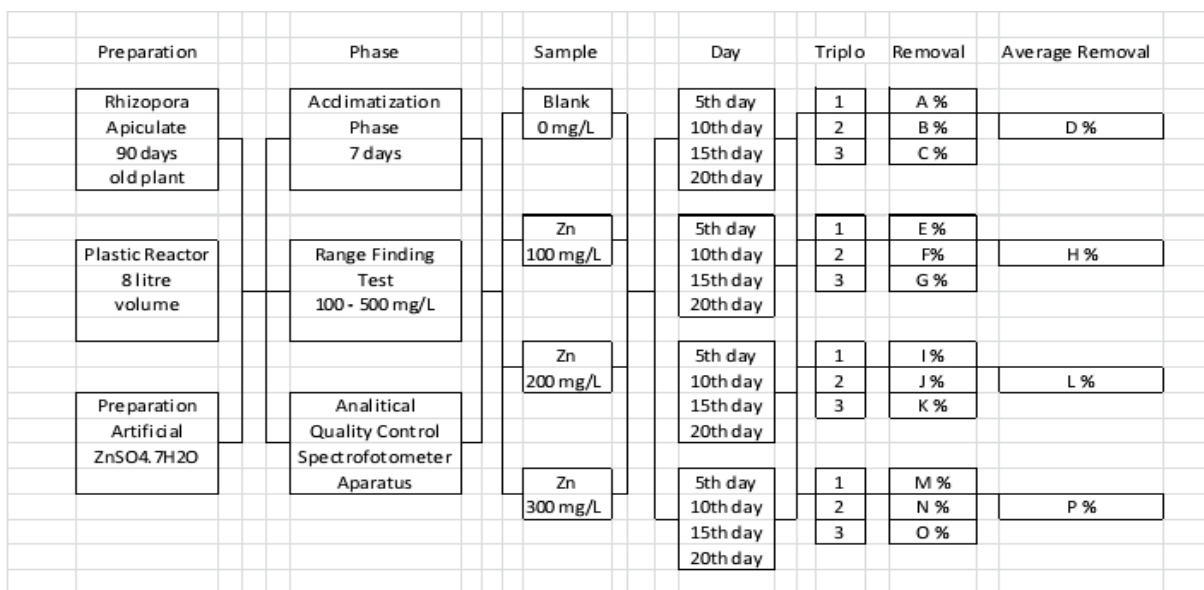 Preparation Phase Sample Day Triplo Removal Average Removal
Rhizopora Acclimatization Blank 5th day 1 A %
Apiculate Phase 0 mg/L 10th day 2 B % D %
90 days 7 days 15th day 3 C %
old plant 20th day
Zn 5th day 1 E %
Plastic Reactor Range Finding 100 mg/L 10th day 2 F% H %
8 litre Test 15th day 3 G %
volume 100 - 500 mg/L 20th day
Zn 5th day 1 I %
200 mg/L 10th day 2 J % L %
Preparation Analitical 15th day 3 K %
Artificial Quality Control 20th day
ZnSO4.7H2O Spectrofotometer
Aparatus Zn 5th day 1 M %
300 mg/L 10th day 2 N % P %
15th day 3 O %
20th day